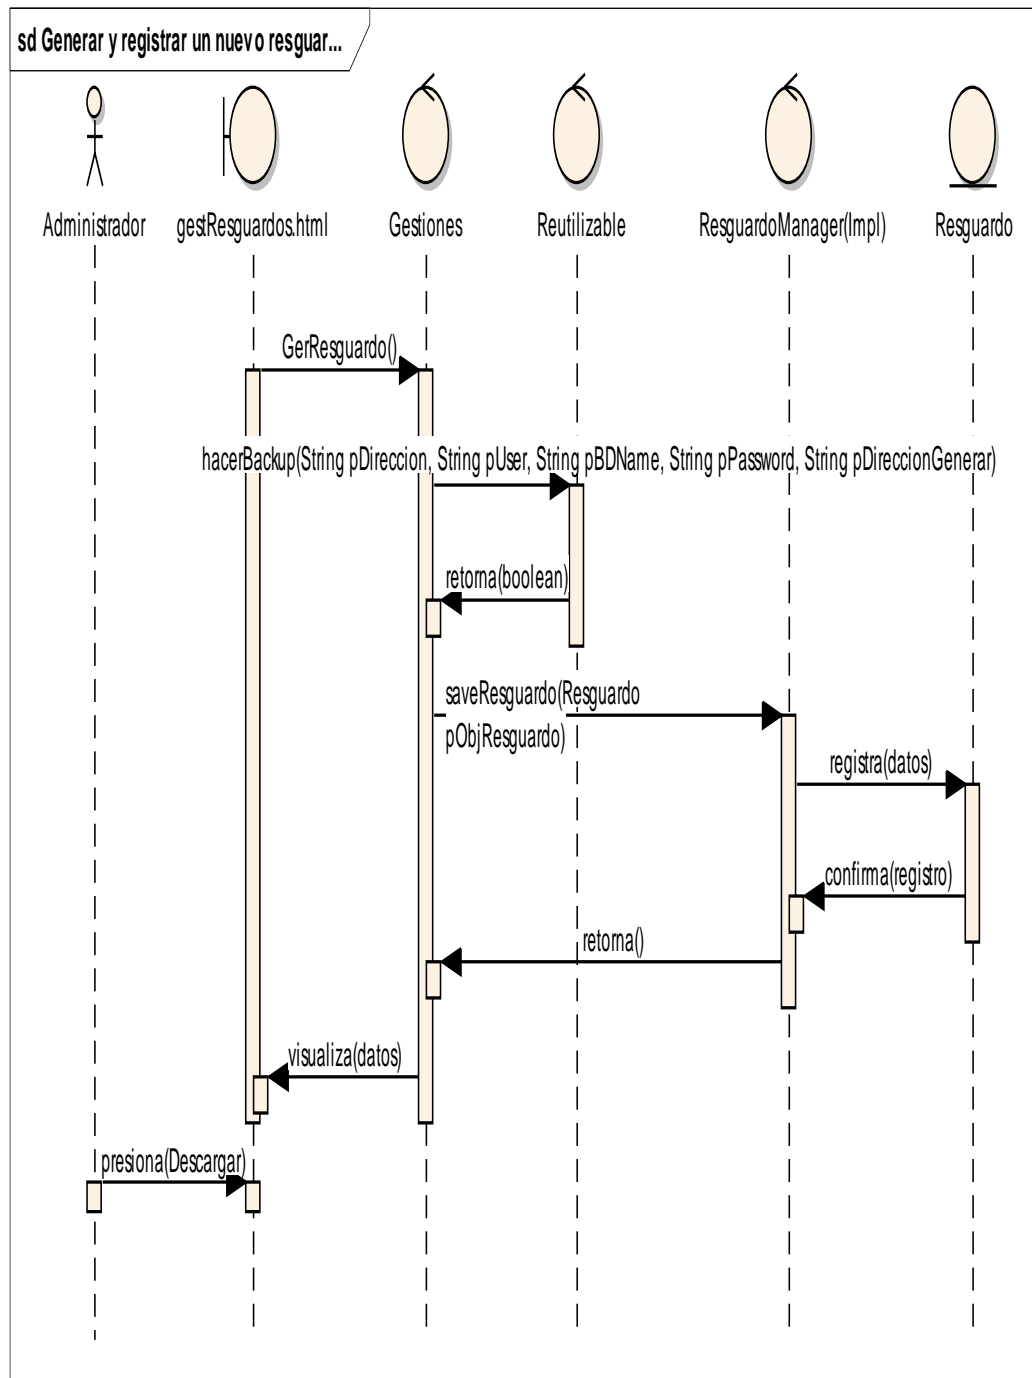 sd Generar y registrar un nuevo resguar...
Administrador
gestResguardos.html
Gestiones
Reutilizable
ResguardoManager(Impl)
Resguardo
GerResguardo()
hacerBackup(String pDireccion, String pUser, String pBDName, String pPassword, String pDireccionGenerar)
retorna(boolean)
saveResguardo(Resguardo
pObjResguardo)
registra(datos)
confirma(registro)
retorna()
visualiza(datos)
presiona(Descargar)